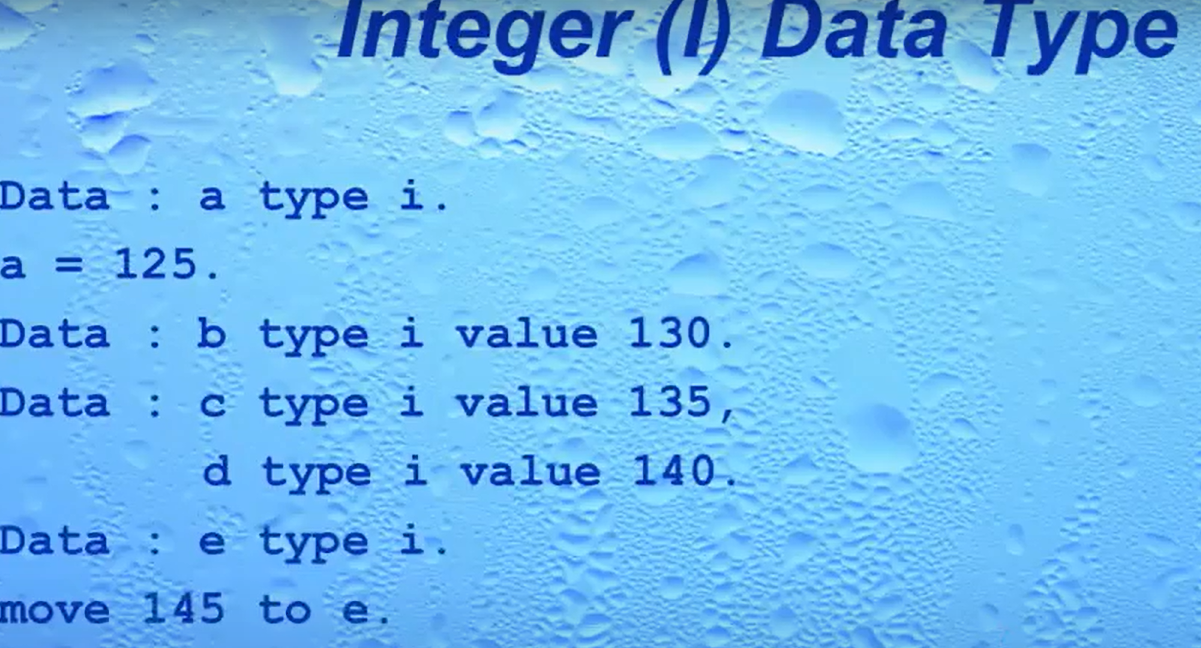 Integer (I) Data Type
Data : a type i.
a = 125.
Data : b type i value 130.
Data : c type i value 135,
d type i value 140.
Data : e type i.
move 145 to e.